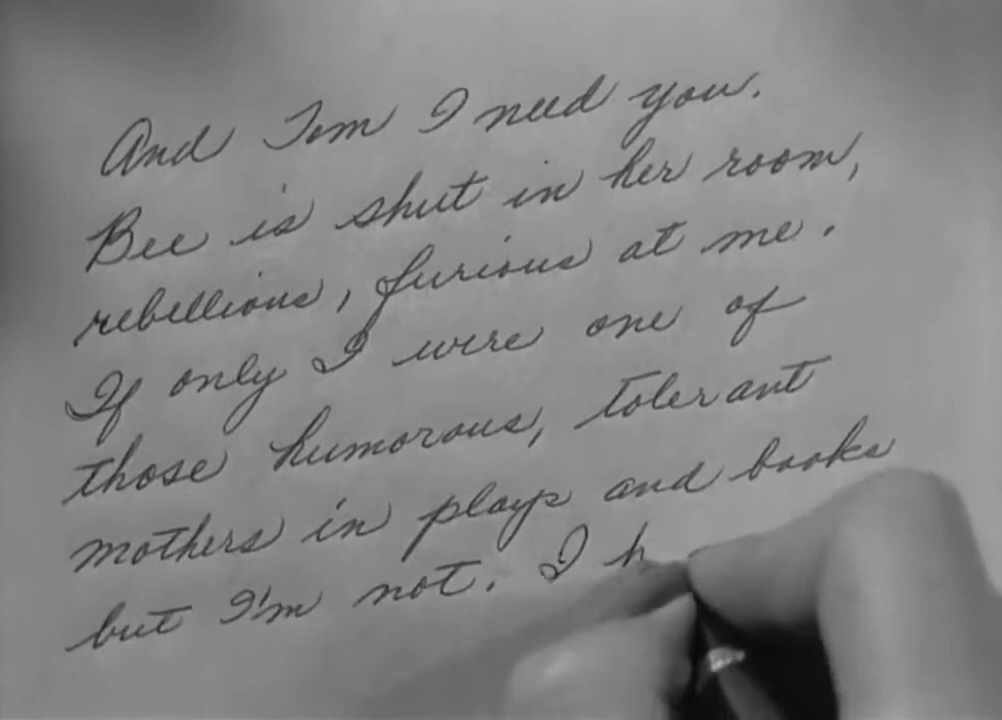 And Tom I need you.
Bee is shut in her room,
rebellious, furious at me.
If only I were one of
those humorous, tolerant
mothers in plays and books
but I'm not. I h